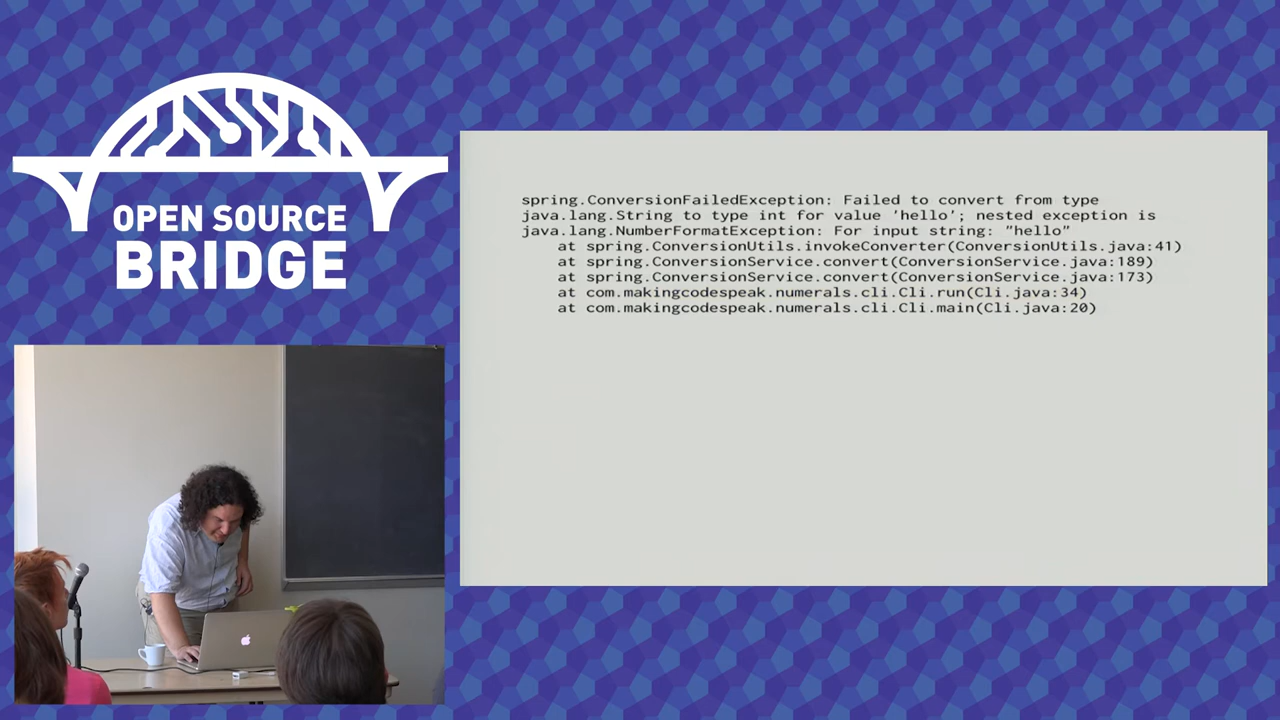 OPEN SOURCE
BRIDGE
spring.ConversionFailedException: Failed to convert from type
java.lang.String to type int for value 'hello'; nested exception is
java.lang.NumberFormatException: For input string: "hello"
at spring.ConversionUtils.invokeConverter(ConversionUtils.java:41)
at spring.ConversionService.convert(ConversionService.java:189)
at spring.ConversionService.convert(ConversionService.java:173)
at com.makingcodespeak.numerals.cli.Cli.run(Cli.java:34)
at com.makingcodespeak.numerals.cli.Cli.main(Cli.java:20)